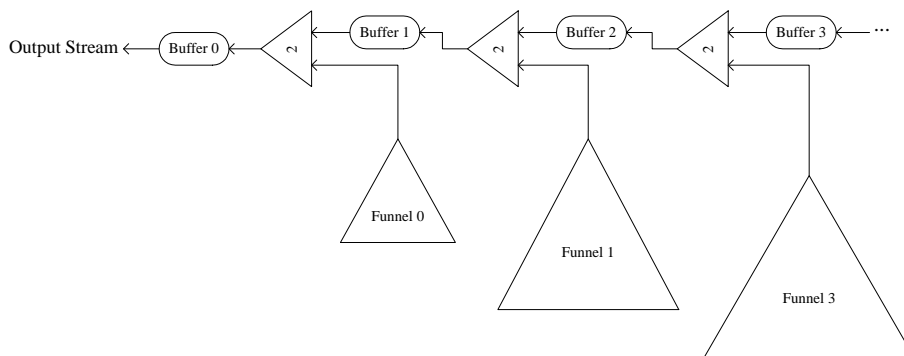 Output Stream
Buffer 0
2
Buffer 1
2
Buffer 2
2
Buffer 3
...
Funnel 0
Funnel 1
Funnel 3